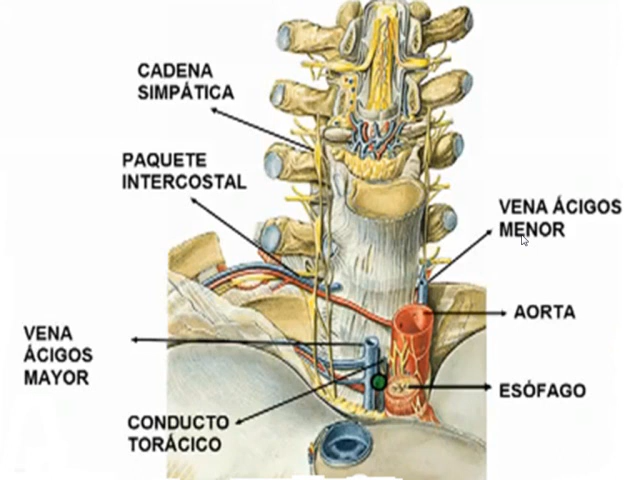 CADENA
SIMPÁTICA
PAQUETE
INTERCOSTAL
VENA ÁCIGOS
MENOR
AORTA
VENA
ÁCIGOS
MAYOR
ESÓFAGO
CONDUCTO
TORÁCICO